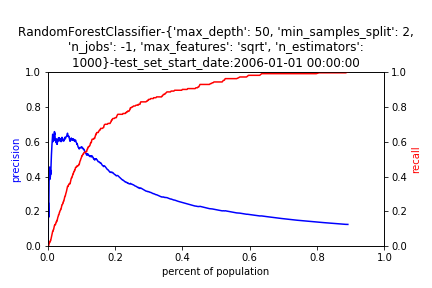 RandomForestClassifier-{'max_depth': 50, 'min_samples_split': 2,
'n_jobs': -1, 'max_features': 'sqrt', 'n_estimators':
1000}-test_set_start_date:2006-01-01 00:00:00
1.0 1.0
0.8 0.8
0.6 0.6
precision recall
0.4 0.4
0.2 0.2
0.0 0.0
0.0 0.2 0.4 0.6 0.8 1.0
percent of population